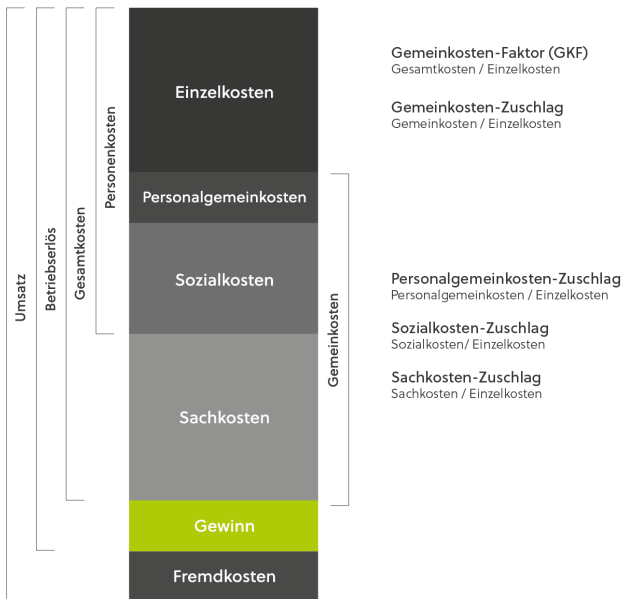 Umsatz
Betriebserlös
Gesamtkosten
Personenkosten
Einzelkosten
Personalgemeinkosten
Sozialkosten
Sachkosten
Gewinn
Fremdkosten
Gemeinkosten
Gemeinkosten-Faktor (GKF)
Gesamtkosten / Einzelkosten
Gemeinkosten-Zuschlag
Gemeinkosten / Einzelkosten
Personalgemeinkosten-Zuschlag
Personalgemeinkosten / Einzelkosten
Sozialkosten-Zuschlag
Sozialkosten/ Einzelkosten
Sachkosten-Zuschlag
Sachkosten / Einzelkosten